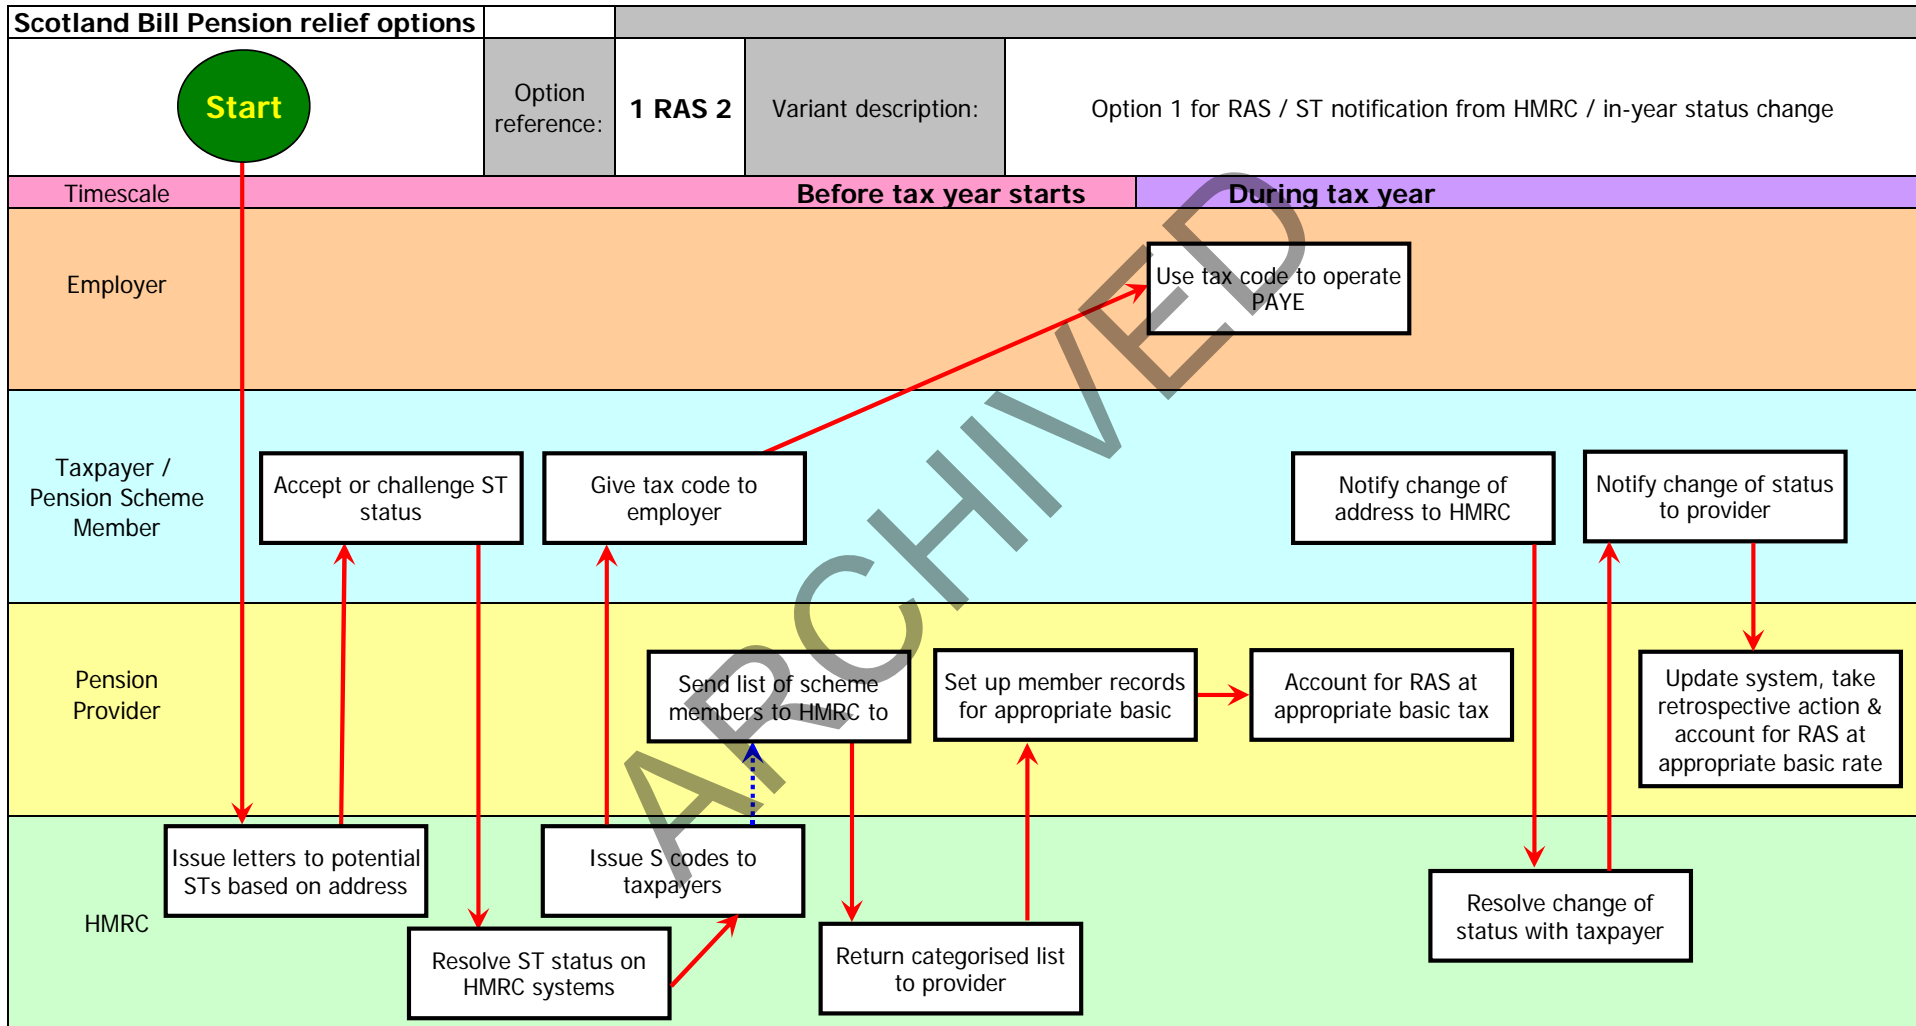 Scotland Bill Pension relief options
Start
Option
reference:
1 RAS 2
Variant description:
Option 1 for RAS / ST notification from HMRC / in-year status change
Timescale
Before tax year starts
During tax year
Employer
Use tax code to operate
PAYE
Taxpayer /
Pension Scheme
Member
Accept or challenge ST
status
Give tax code to
employer
Notify change of
address to HMRC
Notify change of status
to provider
Pension
Provider
Send list of scheme
members to HMRC to
Set up member records
for appropriate basic
Account for RAS at
appropriate basic tax
Update system, take
retrospective action &
account for RAS at
appropriate basic rate
HMRC
Issue letters to potential
STs based on address
Resolve ST status on
HMRC systems
Issue S codes to
taxpayers
Return categorised list
to provider
Resolve change of
status with taxpayer
ARCHIVED